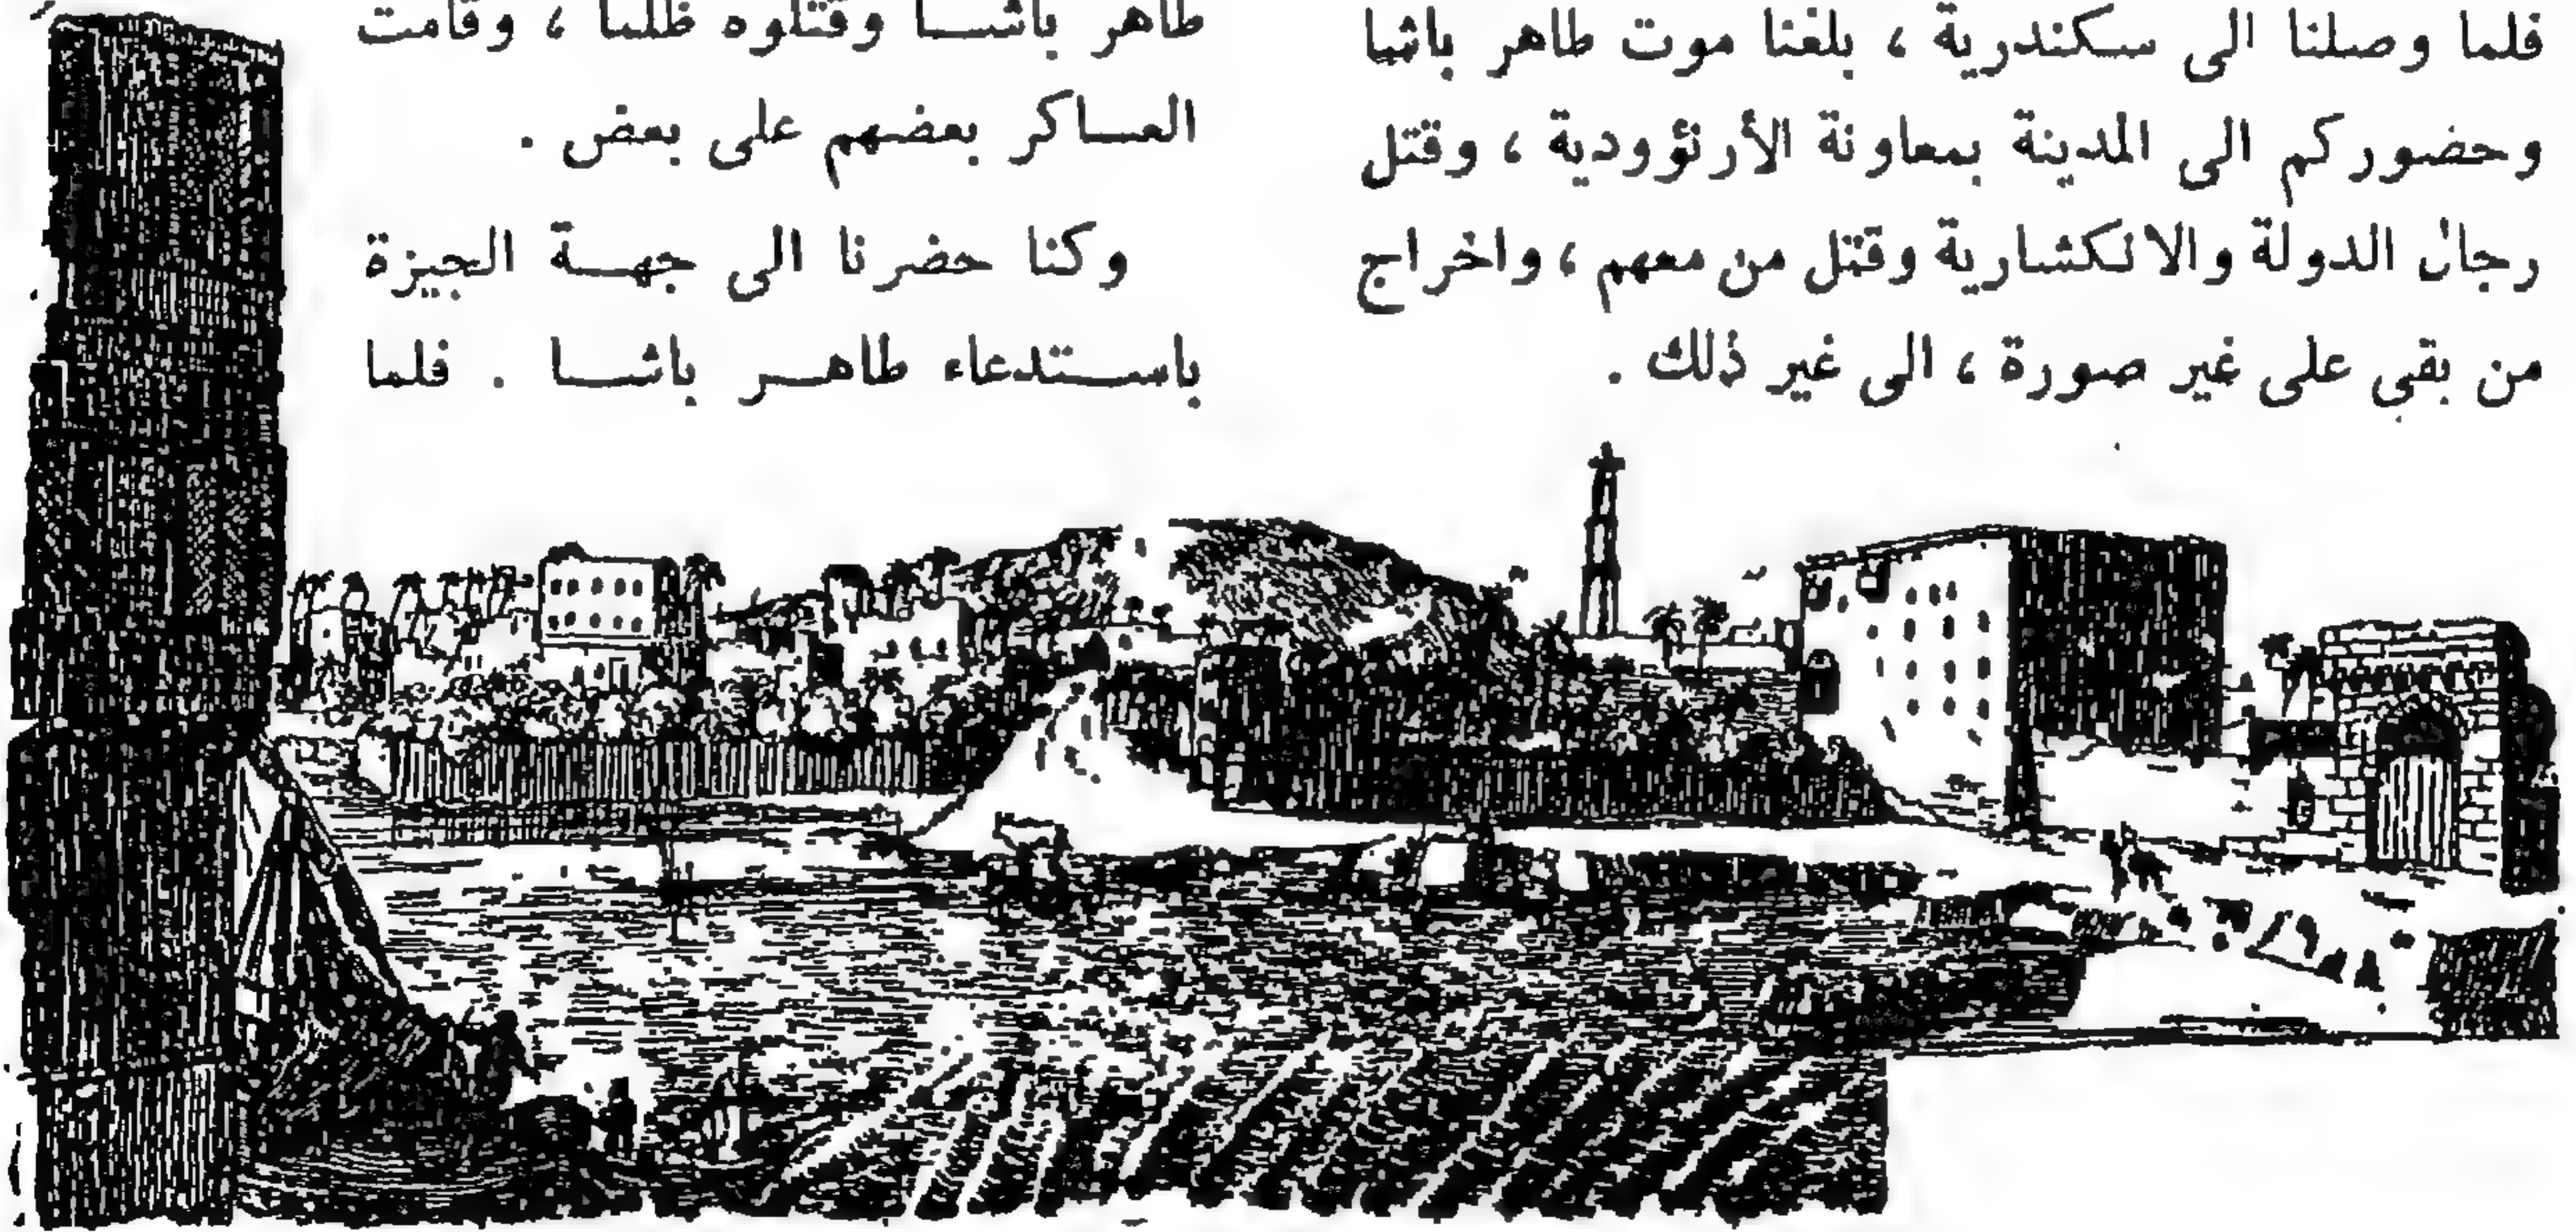 فلما وصلنا الى سكندرية ، بلغنا موت طاهر باشا
وحضوركم الى المدينة بمعاونة الأرنؤودية ، وقتل
رجال الدولة والانكشارية وقتل من معهم ، واخراج
من بقي على غير صورة ، الى غير ذلك .
طاهر باشــا وقتلوه ظلما ، وقامت
العساكر بعضهم على بعض .
وكنا حضرنا الى جهة الجيزة
باستدعاء طاهر باشا . فلما